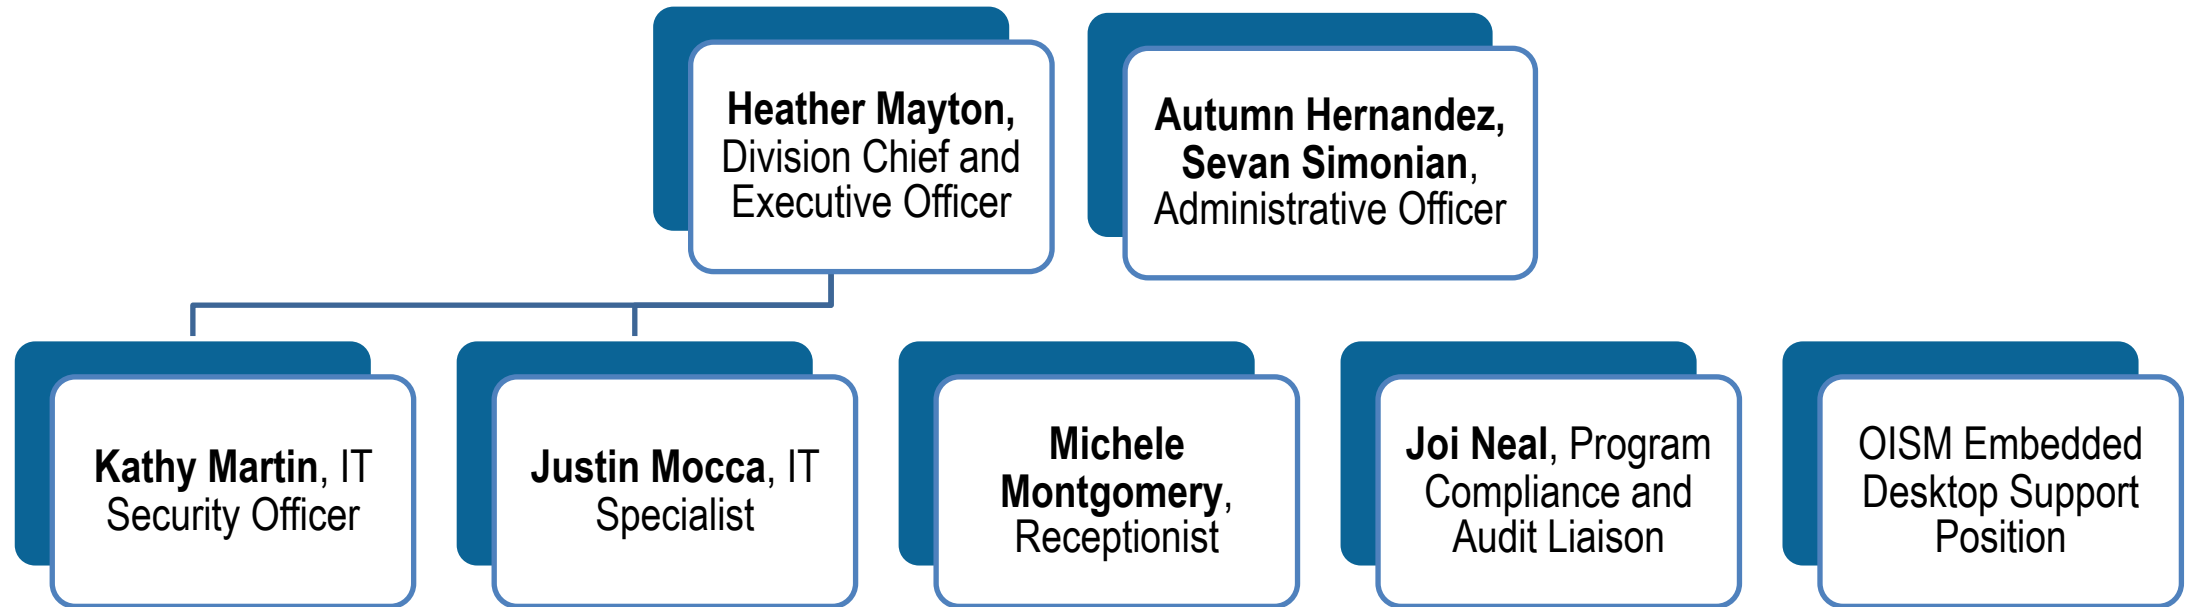 Heather Mayton,
Division Chief and
Executive Officer
Autumn Hernandez,
Sevan Simonian,
Administrative Officer
Kathy Martin, IT
Security Officer
Justin Mocca, IT
Specialist
Michele
Montgomery,
Receptionist
Joi Neal, Program
Compliance and
Audit Liaison
OISM Embedded
Desktop Support
Position